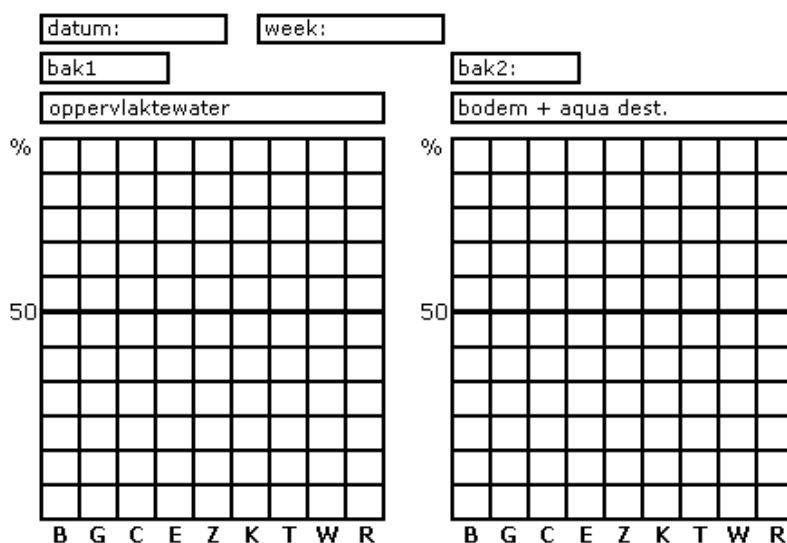 datum: week:
bak1 bak2:
oppervlaktewater bodem + aqua dest.
% %
50 50
B G C E Z K T W R B G C E Z K T W R